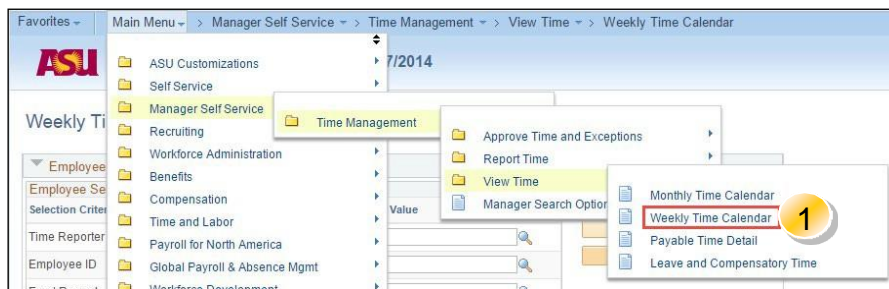 Favorites Main Menu > Manager Self Service > Time Management > View Time > Weekly Time Calendar
ASU 7/2014
ASU Customizations
Self Service
Manager Self Service
Recruiting
Workforce Administration
Benefits
Compensation
Time and Labor
Payroll for North America
Global Payroll & Absence Mgmt
Workforce Development
Time Management
Approve Time and Exceptions
Report Time
View Time
Manager Search Option
Monthly Time Calendar
Weekly Time Calendar 1
Payable Time Detail
Leave and Compensatory Time
Weekly Ti
Employee
Employee Se
Selection Criter Value
Time Reporter
Employee ID